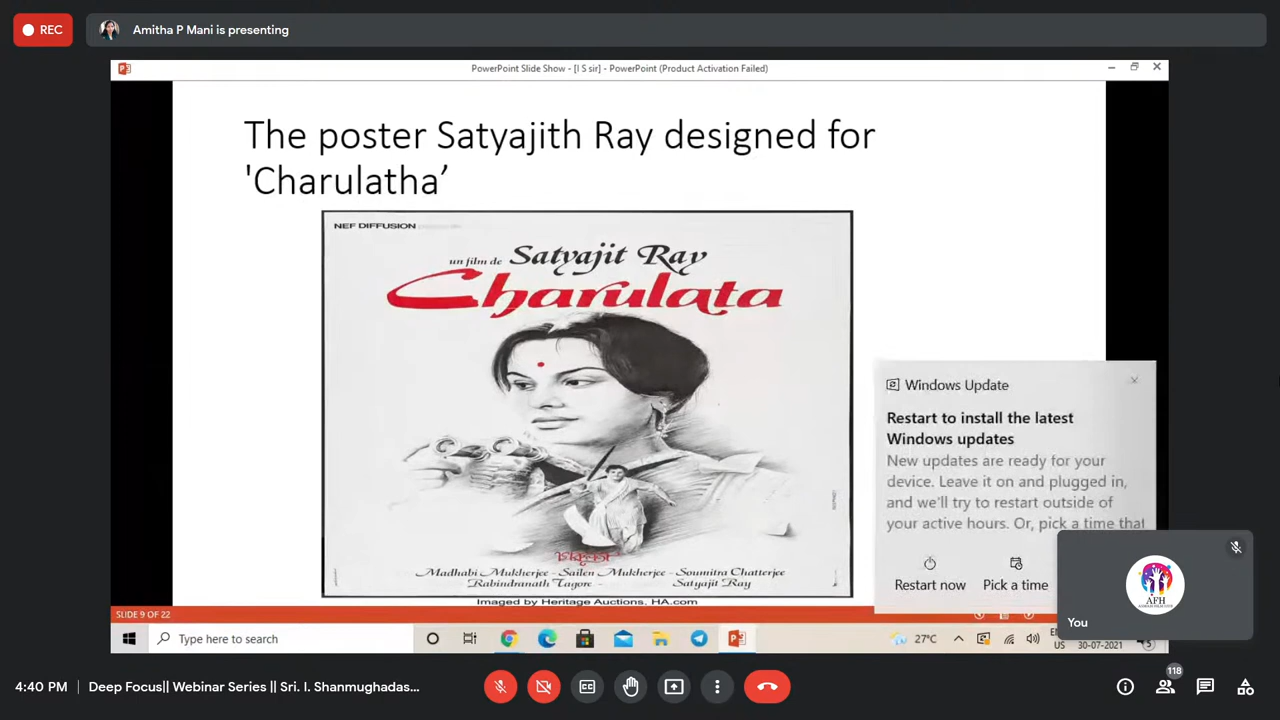 REC
Amitha P Mani is presenting
PowerPoint Slide Show - [I S sir] - PowerPoint (Product Activation Failed)
The poster Satyajith Ray designed for
'Charulatha’
NEF DIFFUSION
un film de Satyajit Ray
Charulata
Madhabi Mukherjee - Sailen Mukherjee - Soumitra Chatterjee
Rabindranath Tagore Satyajit Ray
Imaged by Heritage Auctions, HA.com
Windows Update
Restart to install the latest
Windows updates
New updates are ready for your
device. Leave it on and plugged in,
and we'll try to restart outside of
your active hours. Or, pick a time that
Restart now Pick a time
AFH
You
SLIDE 9 OF 22
Type here to search
27°C
US
30-07-2021
5
4:40 PM
Deep Focus|| Webinar Series || Sri. I. Shanmughadas...
118